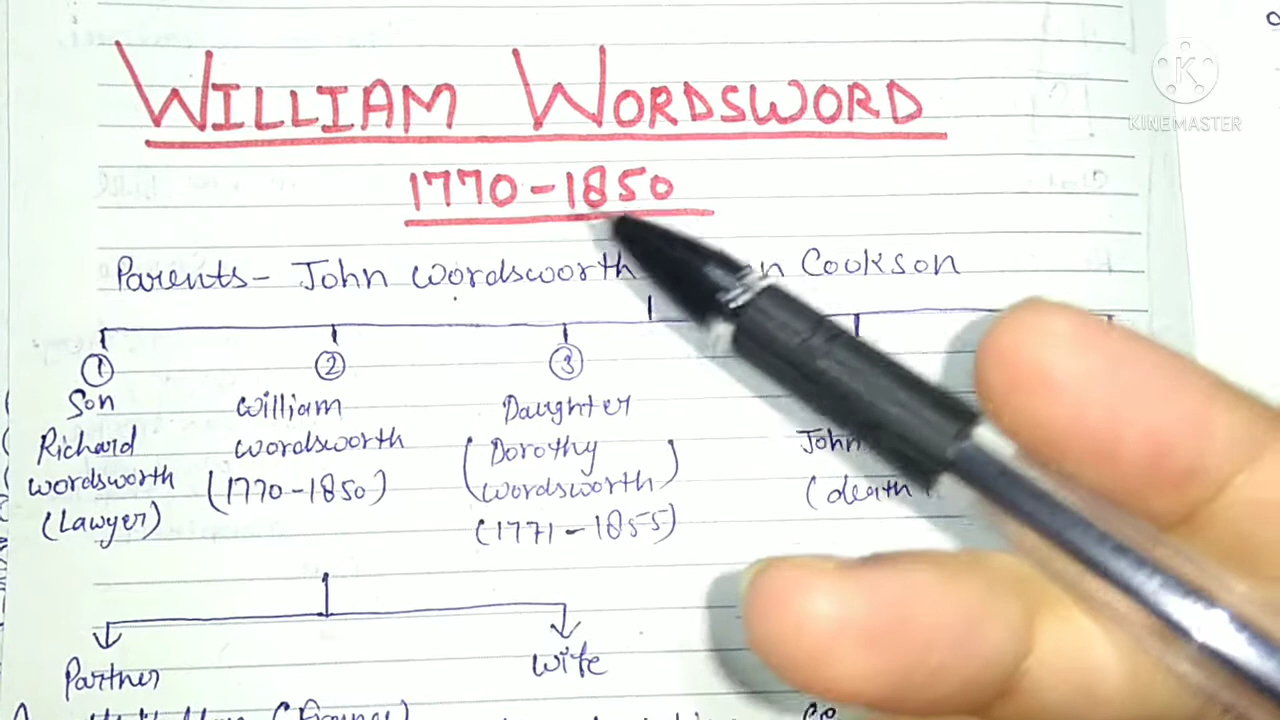 WILLIAM WORDSWORD
KINEMASTER
1770-1850
Parents- John wordsworth Cookson
① ② ③
Son William Daughter
Richard wordsworth (Dorothy John
wordsworth (1770-1850) wordsworth) (death
(Lawyer) (1771-1855)
Partner Wife